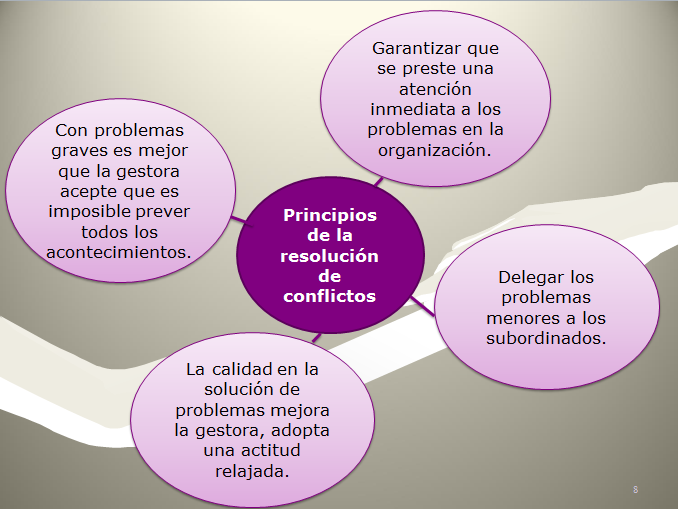 Garantizar que
se preste una
atención
inmediata a los
problemas en la
organización.
Con problemas
graves es mejor
que la gestora
acepte que es
imposible prever
todos los
acontecimientos.
Principios
de la
resolución
de
conflictos
Delegar los
problemas
menores a los
subordinados.
La calidad en la
solución de
problemas mejora
la gestora, adopta
una actitud
relajada.
8